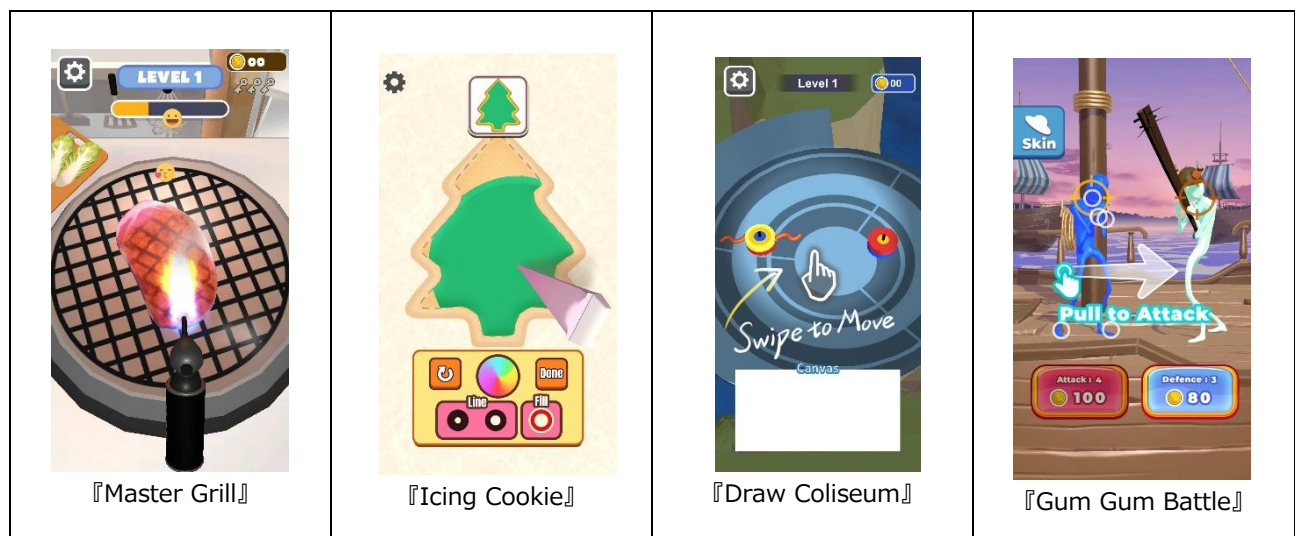 LEVEL 1
00
『Master Grill』
Done
Line
Fill
『Icing Cookie』
Level 1
00
Swipe to Move
Canvas
『Draw Coliseum』
Skin
Pull to Attack
Attack : 4
100
Defence : 3
80
『Gum Gum Battle』